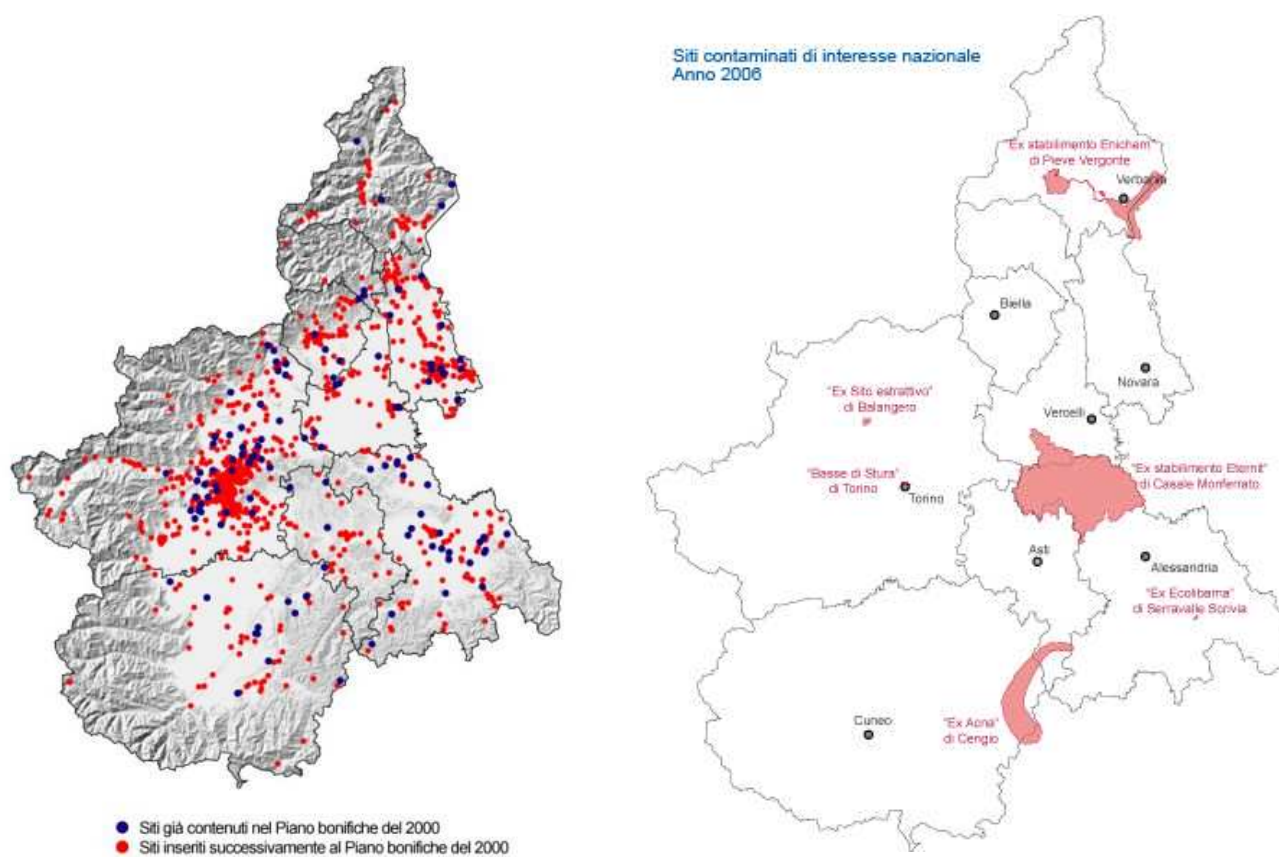 Siti contaminati di interesse nazionale
Anno 2006
"Ex stabilimento Enichem"
di Pieve Vergonte
Verbania
Biella
Novara
"Ex Sito estrattivo"
di Balangero
Vercelli
"Basse di Stura"
di Torino
Torino
"Ex stabilimento Eternit"
di Casale Monferrato
Asti
Alessandria
"Ex Ecolibarna"
di Serravalle Scrivia
Cuneo
"Ex Acna"
di Cengio
Siti già contenuti nel Piano bonifiche del 2000
Siti inseriti successivamente al Piano bonifiche del 2000